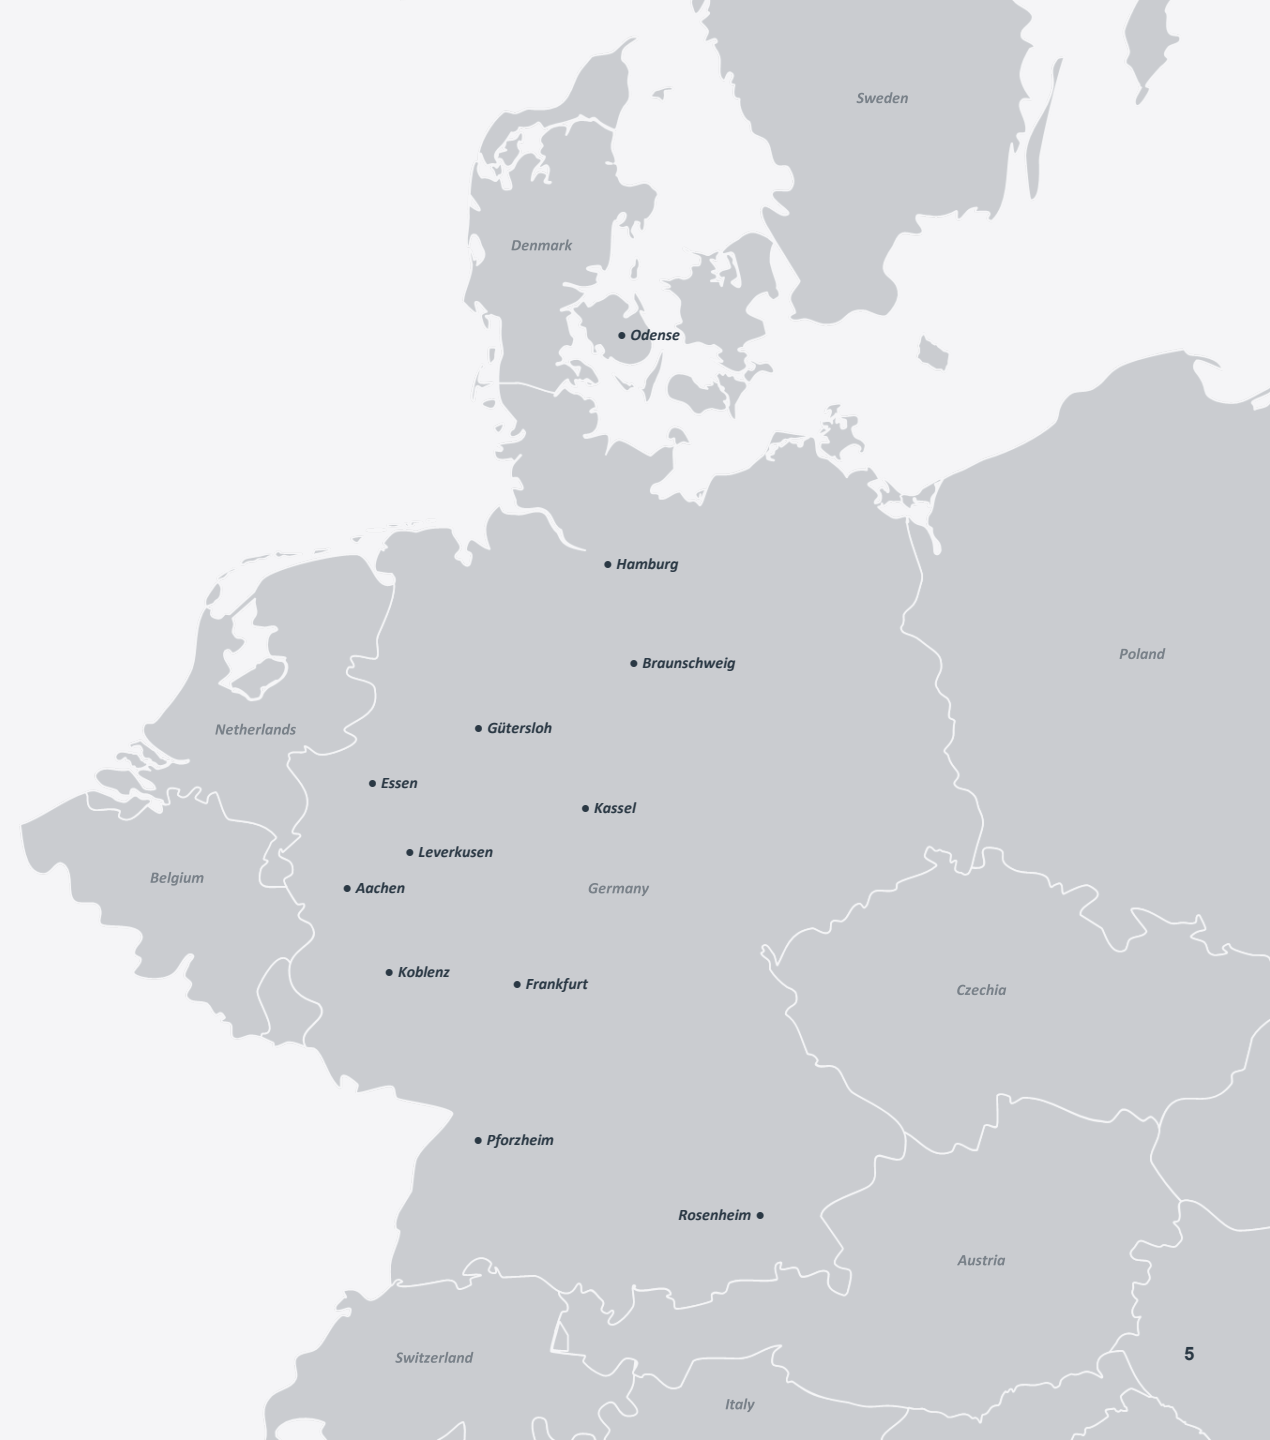 Sweden
Denmark
Odense
Hamburg
Braunschweig
Poland
Gütersloh
Netherlands
Essen
Kassel
Leverkusen
Belgium
Aachen
Germany
Koblenz
Frankfurt
Czechia
Pforzheim
Rosenheim
Austria
5
Switzerland
Italy